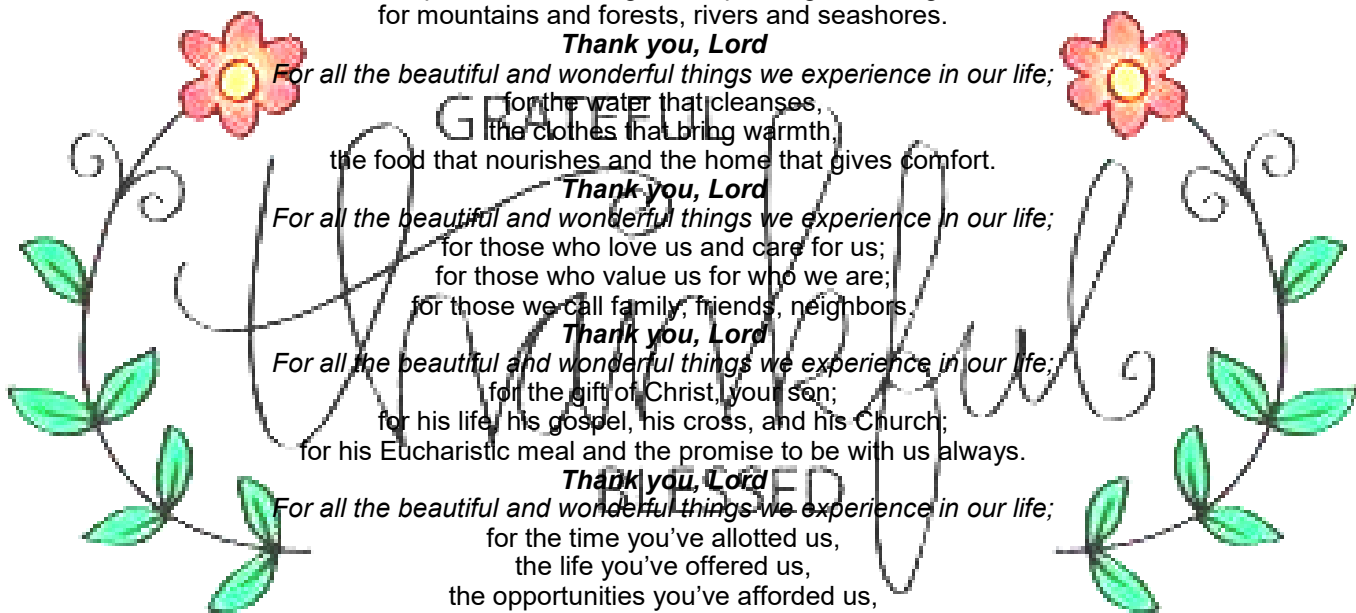 for mountains and forests, rivers and seashores.
Thank you, Lord
For all the beautiful and wonderful things we experience in our life;
for the water that cleanses,
GRATEFUL
the clothes that bring warmth,
the food that nourishes and the home that gives comfort.
Thank you, Lord
For all the beautiful and wonderful things we experience in our life;
for those who love us and care for us;
for those who value us for who we are;
for those we call family, friends, neighbors.
thankful
Thank you, Lord
For all the beautiful and wonderful things we experience in our life;
for the gift of Christ, your son;
for his life, his gospel, his cross, and his Church;
for his Eucharistic meal and the promise to be with us always.
Thank you, Lord
BLESSED
For all the beautiful and wonderful things we experience in our life;
for the time you’ve allotted us,
the life you’ve offered us,
the opportunities you’ve afforded us,